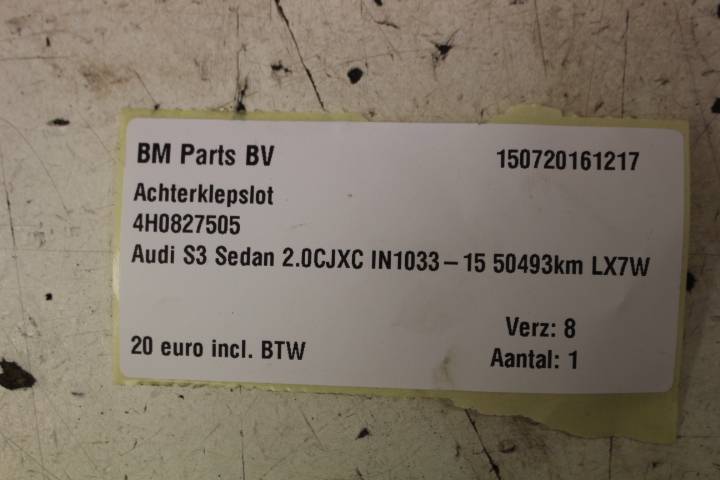 BM Parts BV 150720161217
Achterklepslot
4H0827505
Audi S3 Sedan 2.0CJXC IN1033-15 50493km LX7W
Verz: 8
20 euro incl. BTW Aantal: 1